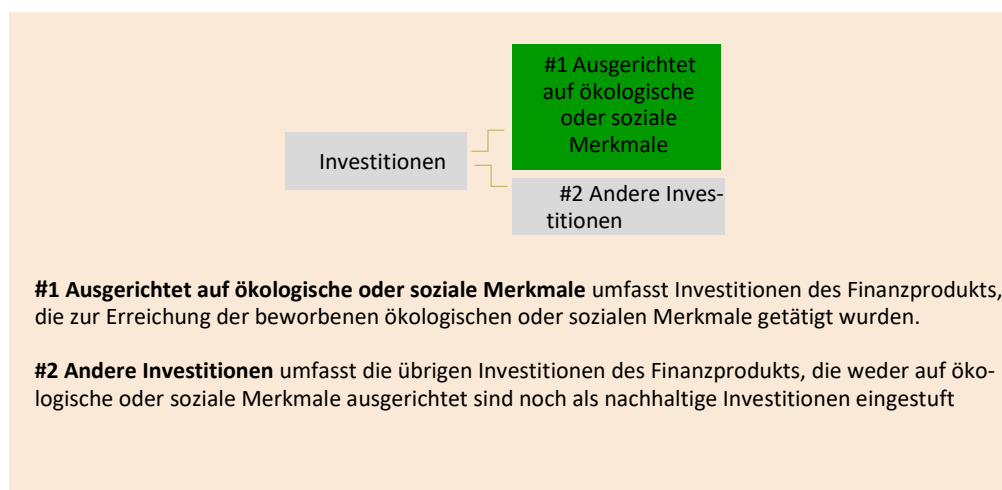 #1 Ausgerichtet
auf ökologische
oder soziale
Merkmale
Investitionen
#2 Andere Inves-
titionen
#1 Ausgerichtet auf ökologische oder soziale Merkmale umfasst Investitionen des Finanzprodukts,
die zur Erreichung der beworbenen ökologischen oder sozialen Merkmale getätigt wurden.
#2 Andere Investitionen umfasst die übrigen Investitionen des Finanzprodukts, die weder auf öko-
logische oder soziale Merkmale ausgerichtet sind noch als nachhaltige Investitionen eingestuft